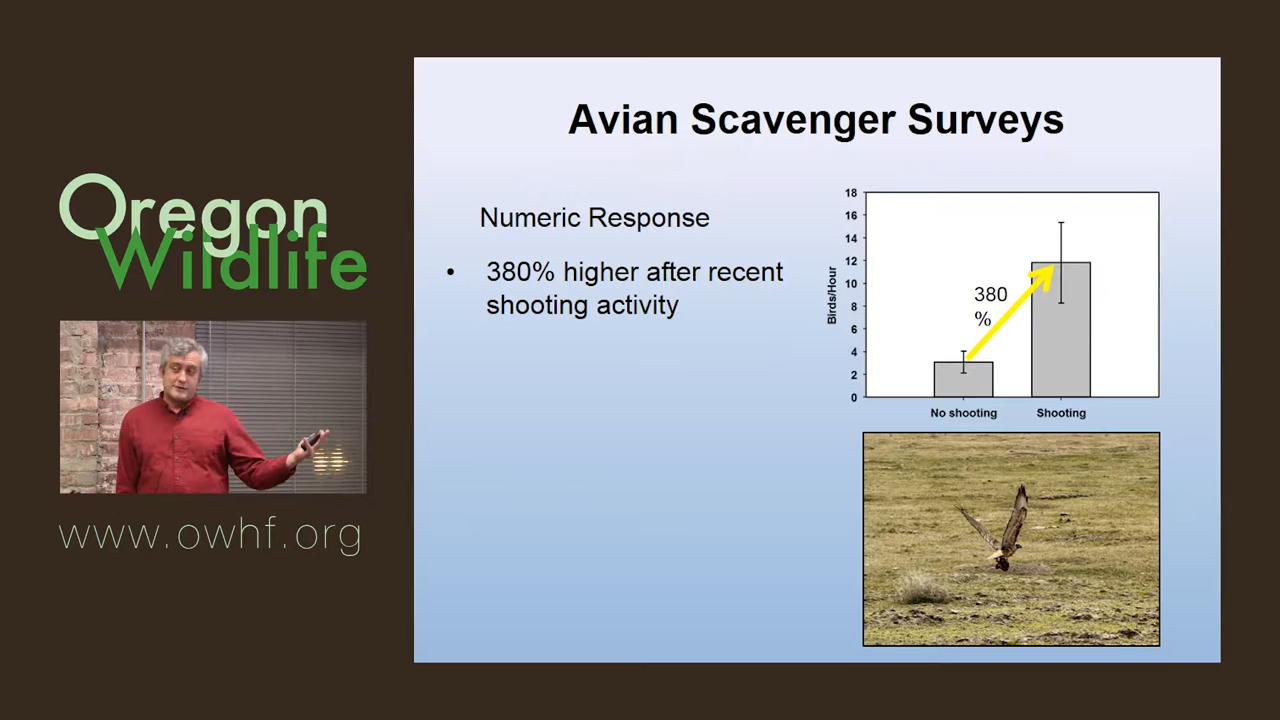 Oregon
Wildlife
www.owhf.org
Avian Scavenger Surveys
Numeric Response
• 380% higher after recent
shooting activity
18
16
14
12
10
8
6
4
2
0
Birds/Hour
380
%
No shooting
Shooting